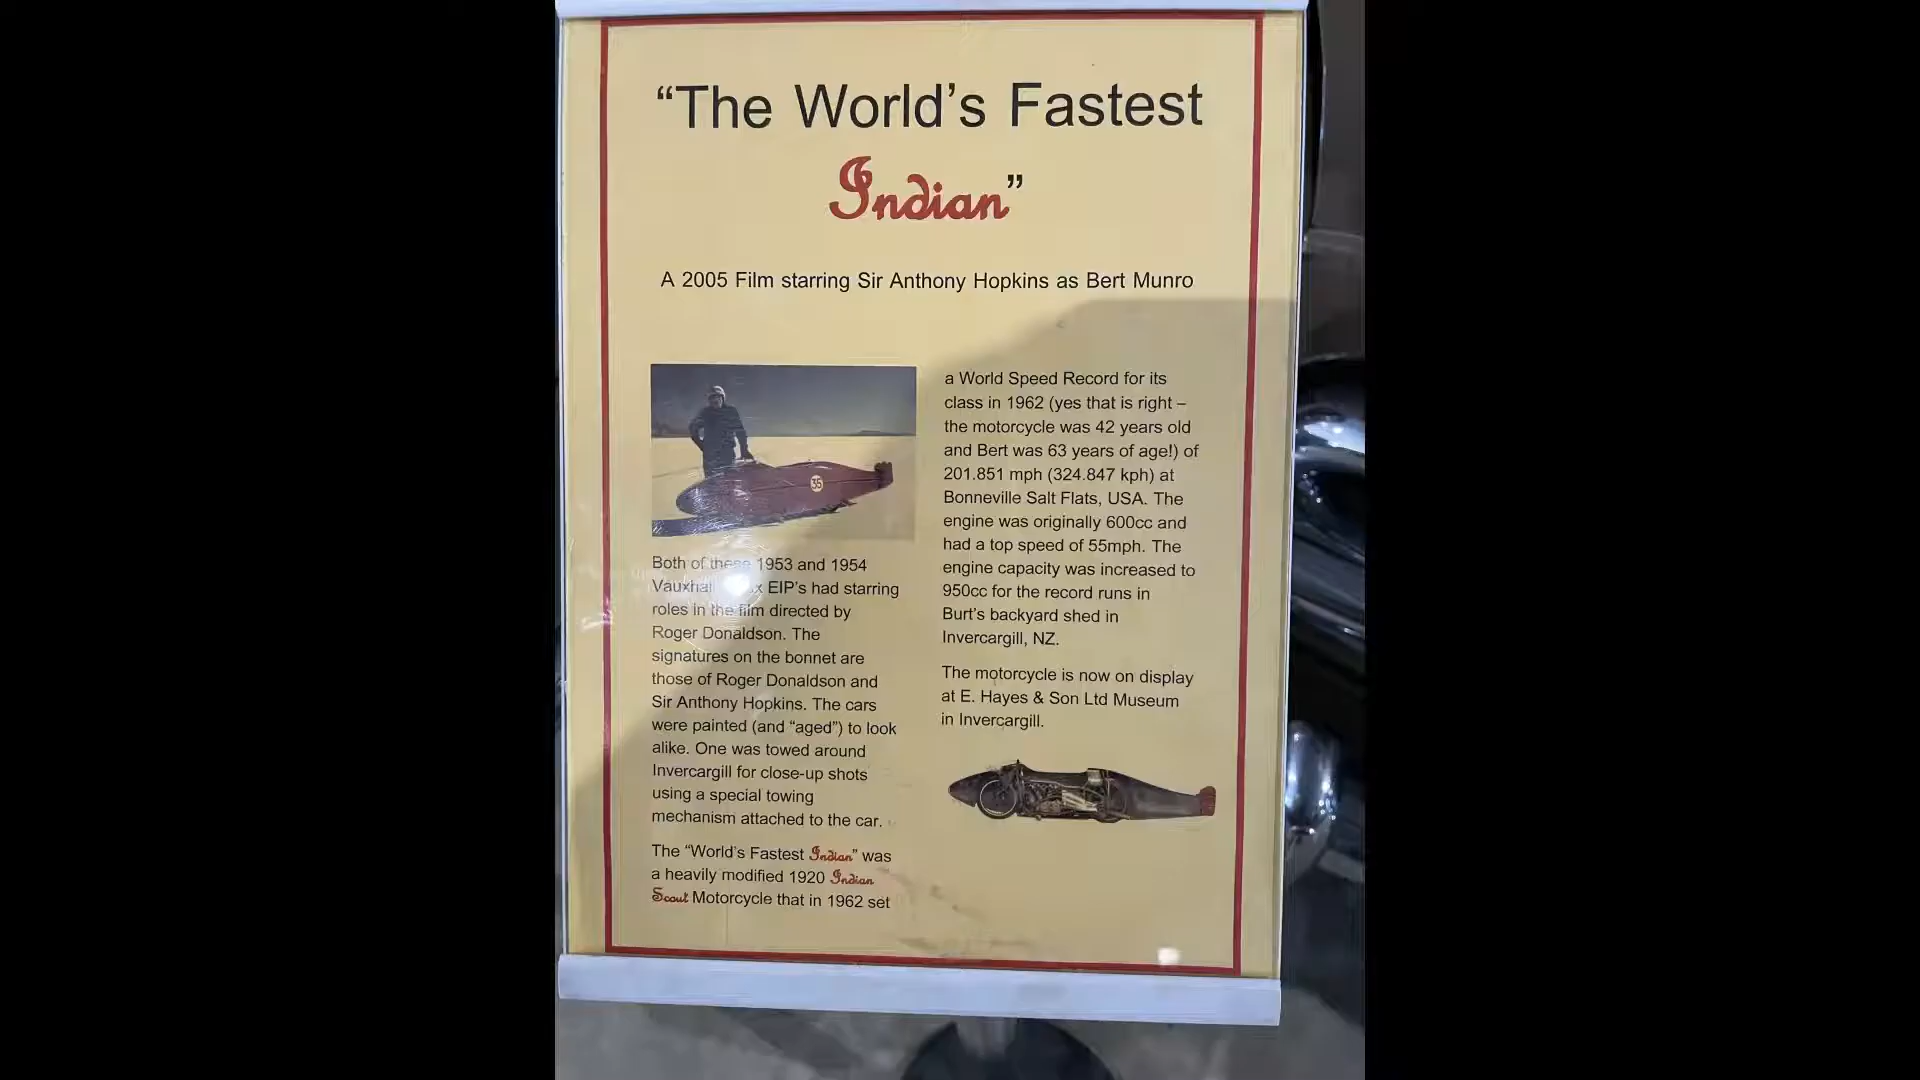 “The World’s Fastest
Indian”
A 2005 Film starring Sir Anthony Hopkins as Bert Munro
35
Both of these 1953 and 1954
EIP’s had starring
roles in the film directed by
Roger Donaldson. The
signatures on the bonnet are
those of Roger Donaldson and
Sir Anthony Hopkins. The cars
were painted (and “aged”) to look
alike. One was towed around
Invercargill for close-up shots
using a special towing
mechanism attached to the car.
The “World’s Fastest Indian” was
a heavily modified 1920 Indian
Scout Motorcycle that in 1962 set
a World Speed Record for its
class in 1962 (yes that is right –
the motorcycle was 42 years old
and Bert was 63 years of age!) of
201.851 mph (324.847 kph) at
Bonneville Salt Flats, USA. The
engine was originally 600cc and
had a top speed of 55mph. The
engine capacity was increased to
950cc for the record runs in
Burt’s backyard shed in
Invercargill, NZ.
The motorcycle is now on display
at E. Hayes & Son Ltd Museum
in Invercargill.